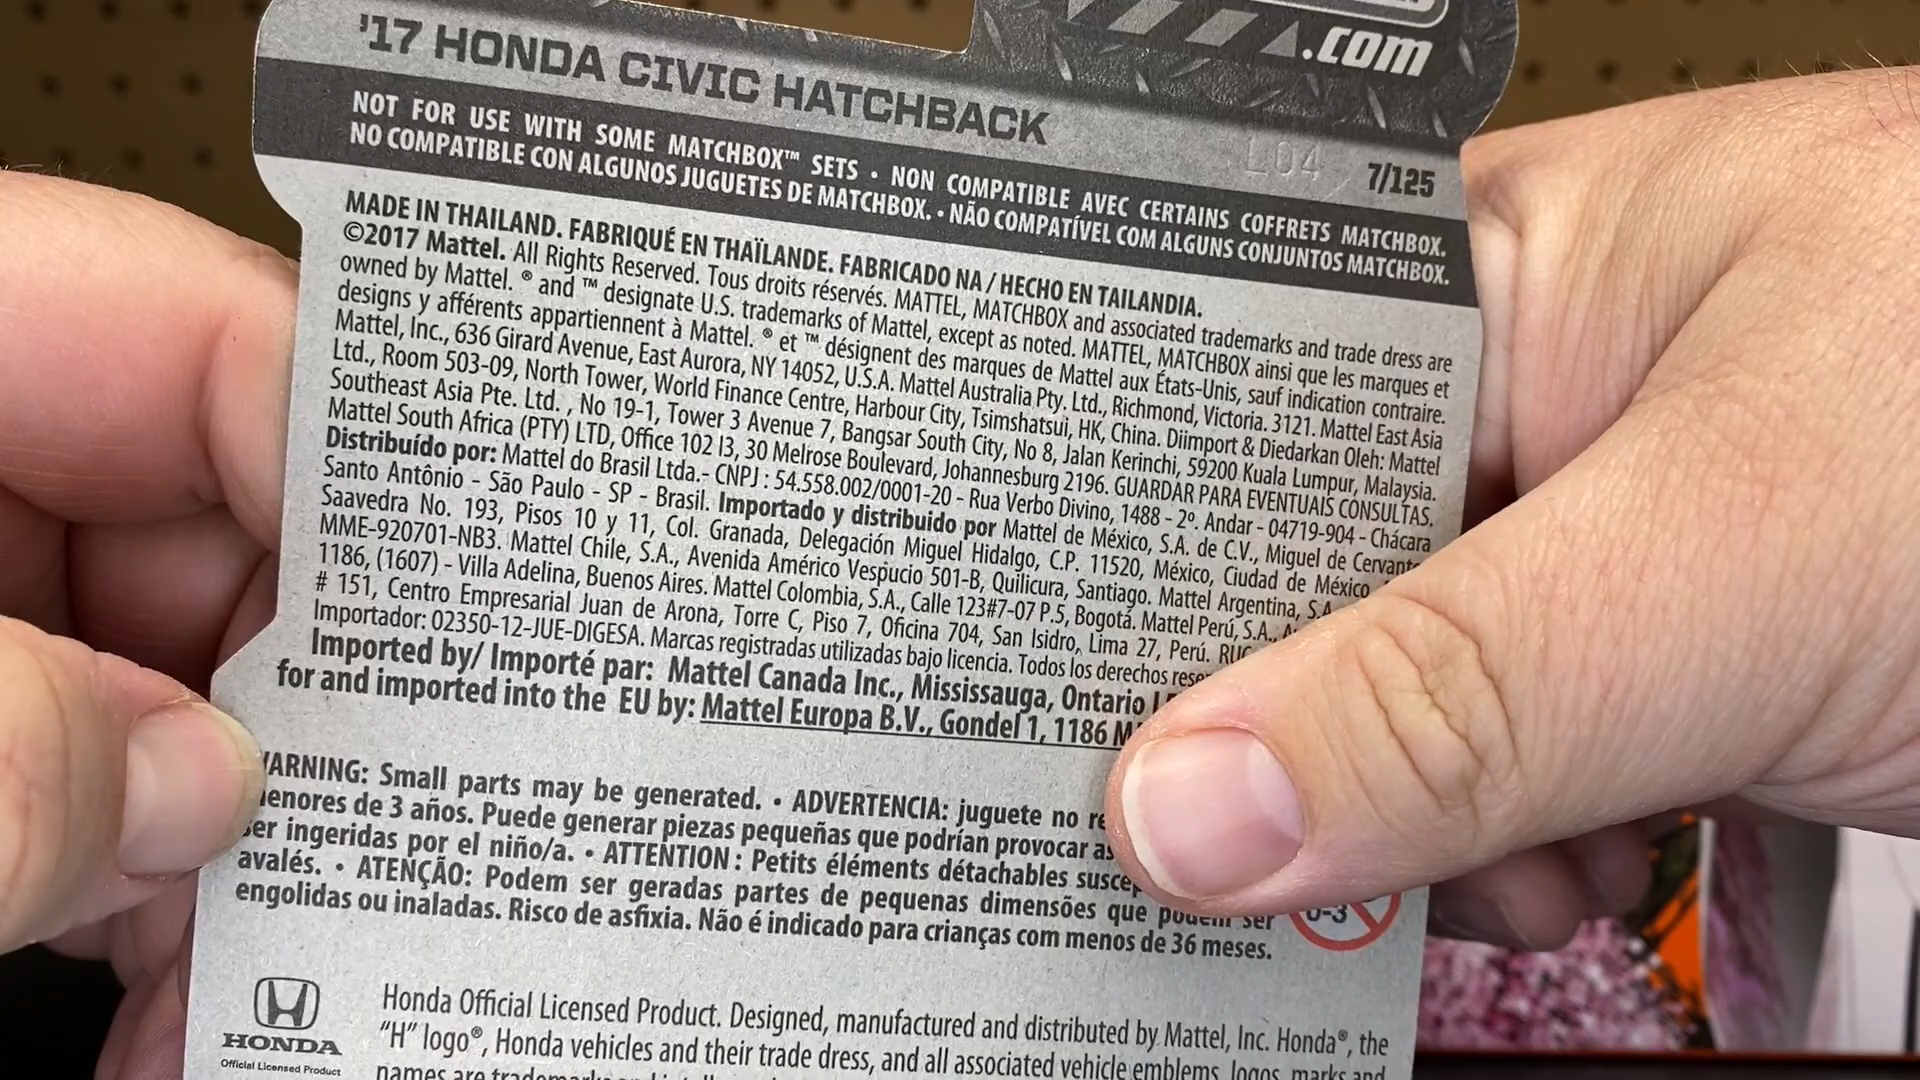 .com
'17 HONDA CIVIC HATCHBACK
L04
7/125
NOT FOR USE WITH SOME MATCHBOX™ SETS • NON COMPATIBLE AVEC CERTAINS COFFRETS MATCHBOX.
NO COMPATIBLE CON ALGUNOS JUGUETES DE MATCHBOX. • NÃO COMPATÍVEL COM ALGUNS CONJUNTOS MATCHBOX.
MADE IN THAILAND. FABRIQUÉ EN THAÏLANDE. FABRICADO NA / HECHO EN TAILANDIA.
©2017 Mattel. All Rights Reserved. Tous droits réservés. MATTEL, MATCHBOX and associated trademarks and trade dress are
owned by Mattel. ® and ™ designate U.S. trademarks of Mattel, except as noted. MATTEL, MATCHBOX ainsi que les marques et
designs y afférents appartiennent à Mattel. ® et ™ désignent des marques de Mattel aux États-Unis, sauf indication contraire.
Mattel, Inc., 636 Girard Avenue, East Aurora, NY 14052, U.S.A. Mattel Australia Pty. Ltd., Richmond, Victoria. 3121. Mattel East Asia
Ltd., Room 503-09, North Tower, World Finance Centre, Harbour City, Tsimshatsui, HK, China. Diimport & Diedarkan Oleh: Mattel
Southeast Asia Pte. Ltd. , No 19-1, Tower 3 Avenue 7, Bangsar South City, No 8, Jalan Kerinchi, 59200 Kuala Lumpur, Malaysia.
Mattel South Africa (PTY) LTD, Office 102 I3, 30 Melrose Boulevard, Johannesburg 2196. GUARDAR PARA EVENTUAIS CONSULTAS.
Distribuído por: Mattel do Brasil Ltda.- CNPJ : 54.558.002/0001-20 - Rua Verbo Divino, 1488 - 2º. Andar - 04719-904 - Chácara
Santo Antônio - São Paulo - SP - Brasil. Importado y distribuido por Mattel de México, S.A. de C.V., Miguel de
Saavedra No. 193, Pisos 10 y 11, Col. Granada, Delegación Miguel Hidalgo, C.P. 11520, México, Ciudad de México
MME-920701-NB3. Mattel Chile, S.A., Avenida Américo Vespucio 501-B, Quilicura, Santiago. Mattel Argentina, S.A.
1186, (1607) - Villa Adelina, Buenos Aires. Mattel Colombia, S.A., Calle 123#7-07 P.5, Bogotá. Mattel Perú, S.A.,
# 151, Centro Empresarial Juan de Arona, Torre C, Piso 7, Oficina 704, San Isidro, Lima 27, Perú.
Importador: 02350-12-JUE-DIGESA. Marcas registradas utilizadas bajo licencia. Todos los derechos
Imported by/ Importé par: Mattel Canada Inc., Mississauga, Ontario
for and imported into the EU by: Mattel Europa B.V., Gondel 1, 1186
WARNING: Small parts may be generated. • ADVERTENCIA: juguete no
menores de 3 años. Puede generar piezas pequeñas que podrían provocar
ser ingeridas por el niño/a. • ATTENTION : Petits éléments détachables
avalés. • ATENÇÃO: Podem ser geradas partes de pequenas dimensões que podem ser
engolidas ou inaladas. Risco de asfixia. Não é indicado para crianças com menos de 36 meses.
0-3
HONDA
Official Licensed Product
Honda Official Licensed Product. Designed, manufactured and distributed by Mattel, Inc. Honda®, the
"H" logo®, Honda vehicles and their trade dress, and all associated vehicle emblems, logos, marks and
names are